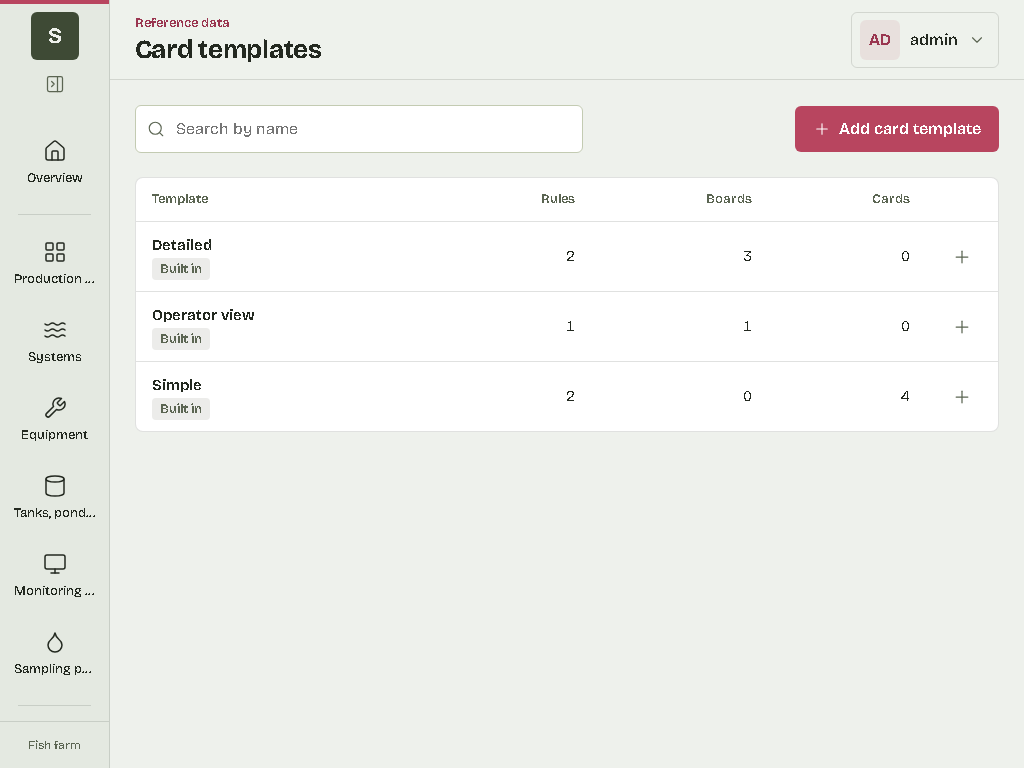 S
Overview
Production ...
Systems
Equipment
Tanks, pond...
Monitoring ...
Sampling p...
Fish farm
Reference data
Card templates
AD admin
Search by name
Add card template
Template Rules Boards Cards
Detailed
Built in
2 3 0
Operator view
Built in
1 1 0
Simple
Built in
2 0 4